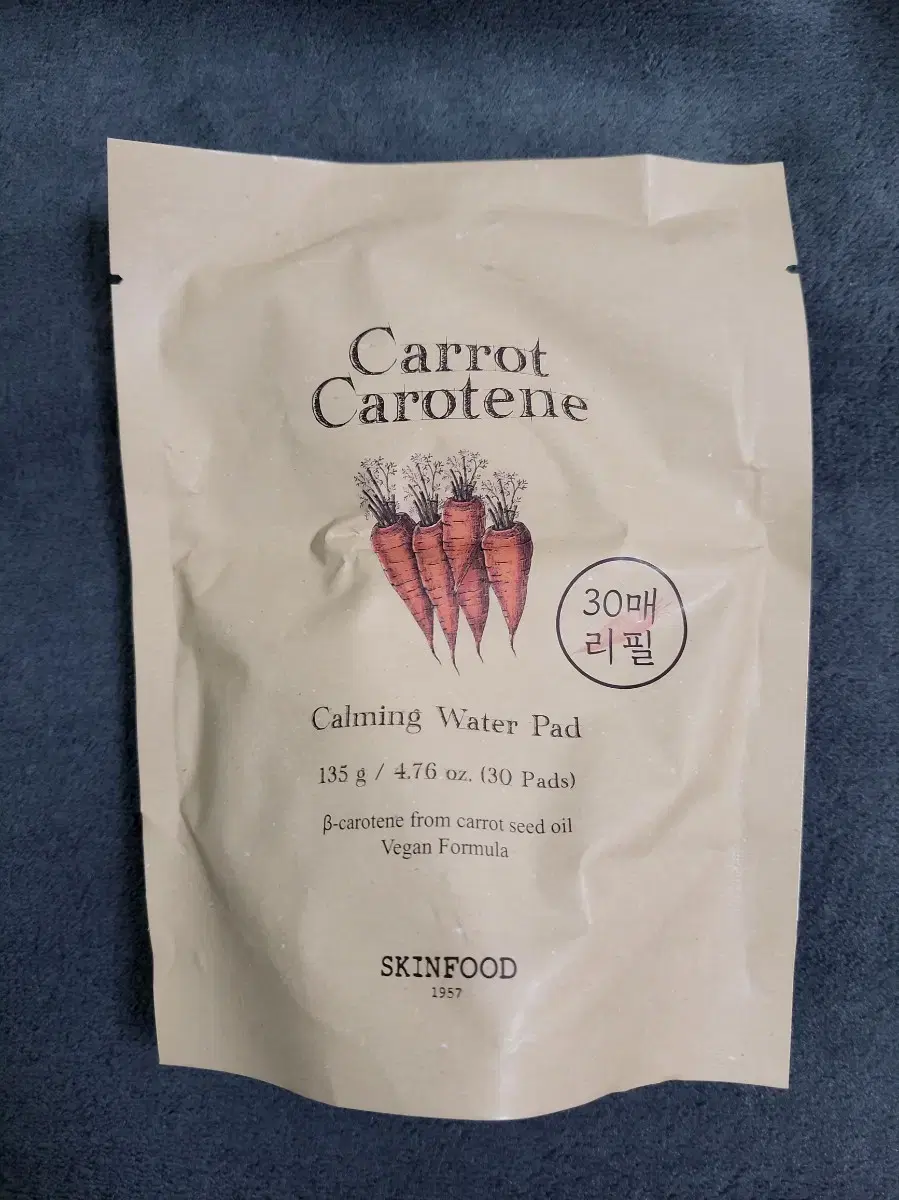 Carrot
Carotene
30매
리필
Calming Water Pad
135 g / 4.76 oz. (30 Pads)
β-carotene from carrot seed oil
Vegan Formula
SKINFOOD
1957